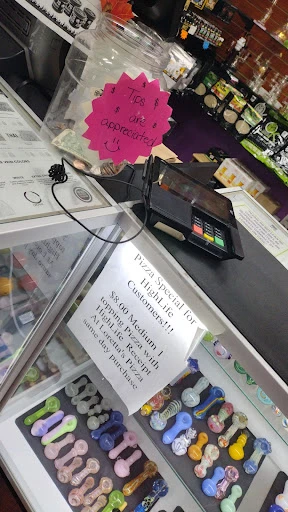 $ $ $ $
Tips
are
appreciated
Pizza Special for
HighLife
Customers!!!
$8.00 Medium 1
topping Pizza with
HighLife Receipt
At Loretta's Pizza
same day purchase